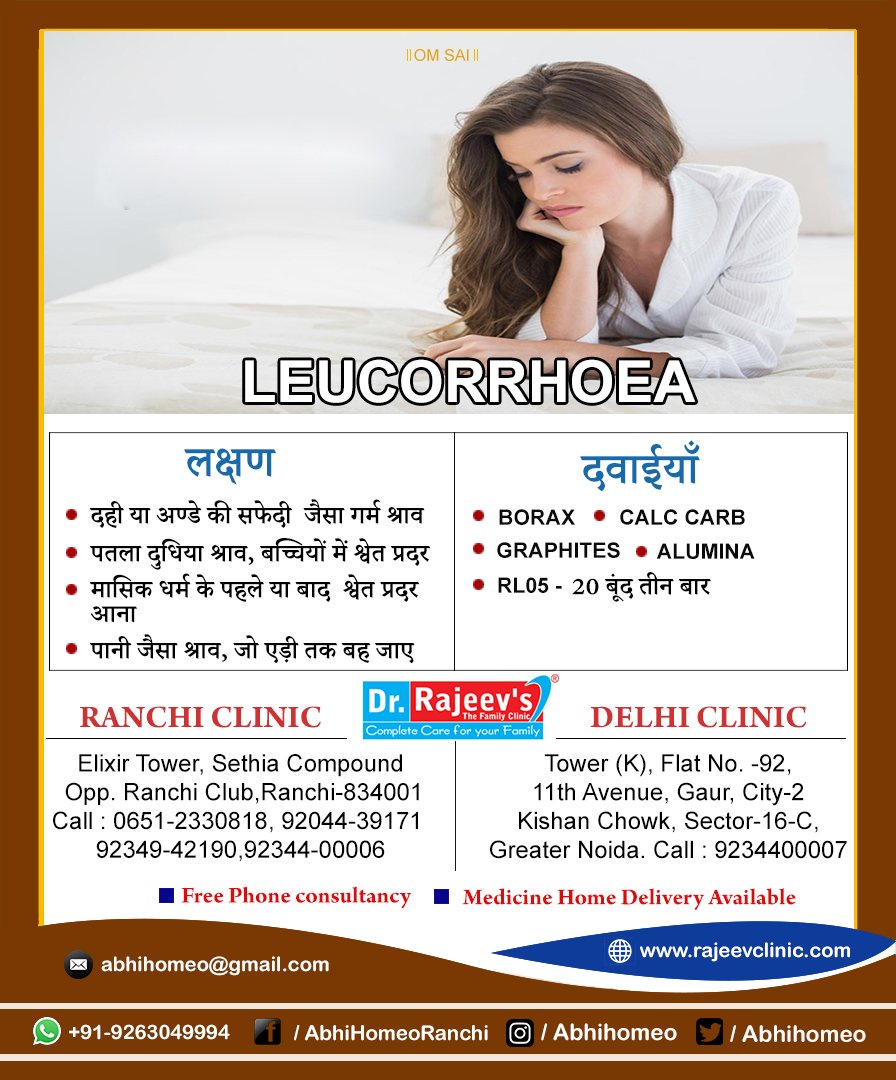 ॥OM SAI॥
LEUCORRHOEA
लक्षण
• दही या अण्डे की सफेदी जैसा गर्म श्राव
• पतला दुधिया श्राव, बच्चियों में श्वेत प्रदर
• मासिक धर्म के पहले या बाद श्वेत प्रदर
आना
• पानी जैसा श्राव, जो एड़ी तक बह जाए
दवाईयाँ
• BORAX • CALC CARB
• GRAPHITES • ALUMINA
• RL05 - 20 बूंद तीन बार
Dr. Rajeev's ®
The Family Clinic
Complete Care for your Family
RANCHI CLINIC
Elixir Tower, Sethia Compound
Opp. Ranchi Club,Ranchi-834001
Call : 0651-2330818, 92044-39171
92349-42190,92344-00006
DELHI CLINIC
Tower (K), Flat No. -92,
11th Avenue, Gaur, City-2
Kishan Chowk, Sector-16-C,
Greater Noida. Call : 9234400007
Free Phone consultancy Medicine Home Delivery Available
abhihomeo@gmail.com
www.rajeevclinic.com
+91-9263049994 / AbhiHomeoRanchi / Abhihomeo / Abhihomeo